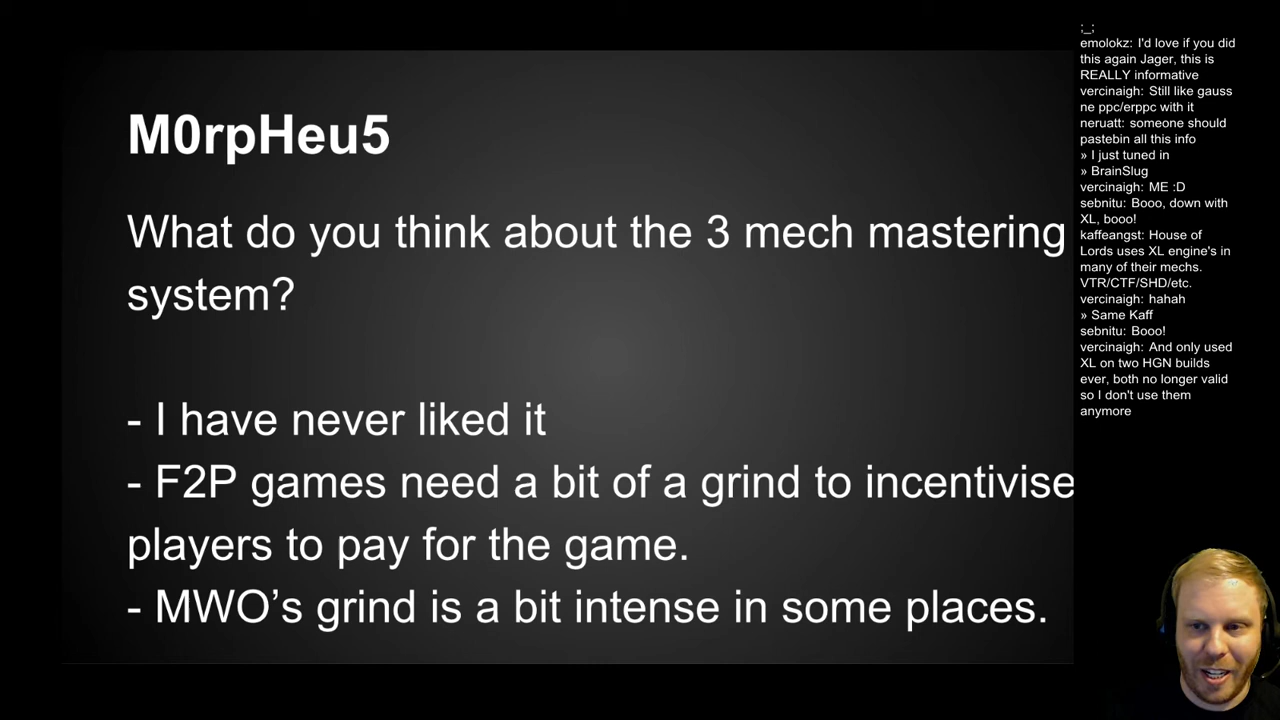 M0rpHeu5
What do you think about the 3 mech mastering
system?
- I have never liked it
- F2P games need a bit of a grind to incentivise
players to pay for the game.
- MWO’s grind is a bit intense in some places.
;_;
emolokz: I'd love if you did
this again Jager, this is
REALLY informative
vercinaigh: Still like gauss
ne ppc/erppc with it
neruatt: someone should
pastebin all this info
» I just tuned in
» BrainSlug
vercinaigh: ME :D
sebnitu: Booo, down with
XL, booo!
kaffeangst: House of
Lords uses XL engine's in
many of their mechs.
VTR/CTF/SHD/etc.
vercinaigh: hahah
» Same Kaff
sebnitu: Booo!
vercinaigh: And only used
XL on two HGN builds
ever, both no longer valid
so I don't use them
anymore